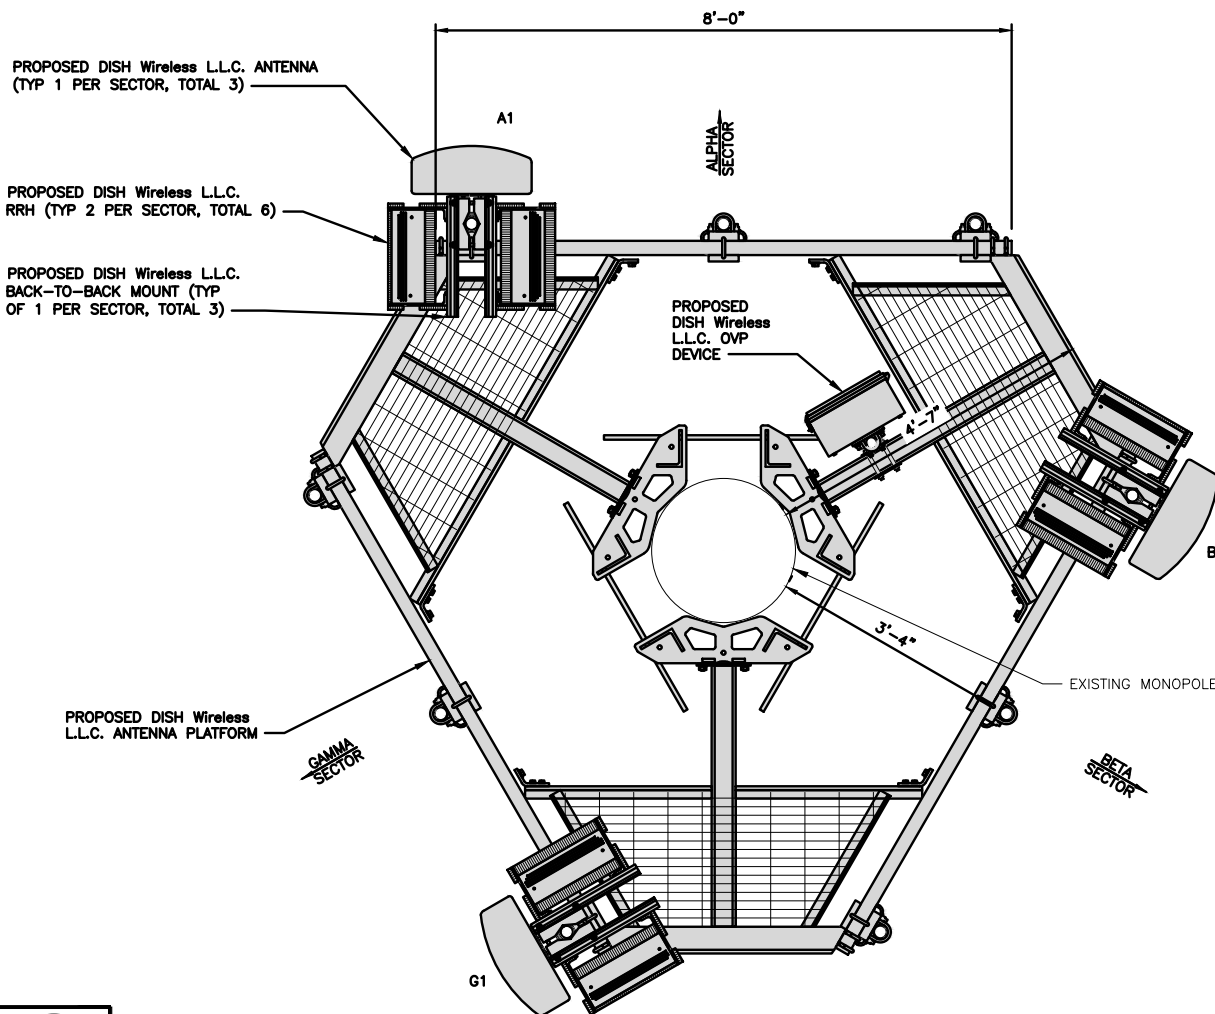 8'-0"
PROPOSED DISH Wireless L.L.C. ANTENNA
(TYP 1 PER SECTOR, TOTAL 3)
A1
ALPHA
SECTOR
PROPOSED DISH Wireless L.L.C.
RRH (TYP 2 PER SECTOR, TOTAL 6)
PROPOSED DISH Wireless L.L.C.
BACK-TO-BACK MOUNT (TYP
OF 1 PER SECTOR, TOTAL 3)
PROPOSED
DISH Wireless
L.L.C. OVP
DEVICE
4'-7"
B
3'-4"
EXISTING MONOPOLE
PROPOSED DISH Wireless
L.L.C. ANTENNA PLATFORM
GAMMA
SECTOR
BETA
SECTOR
G1